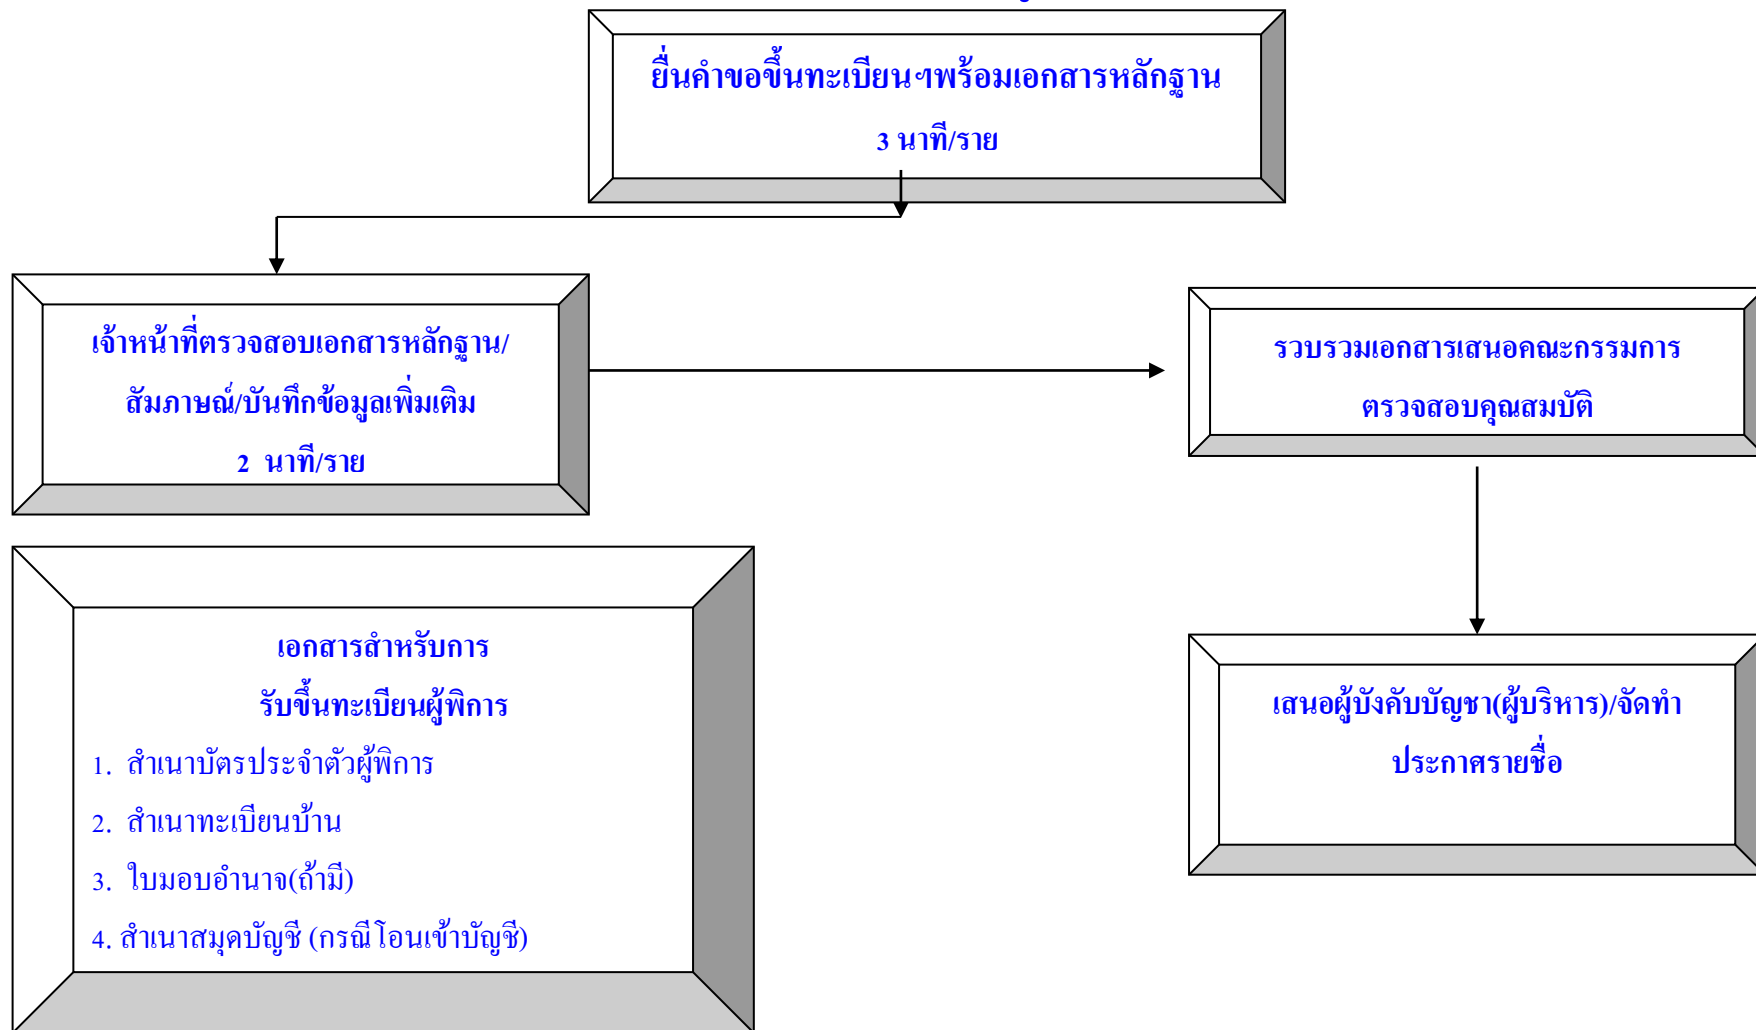 ยื่นคำขอขึ้นทะเบียนฯพร้อมเอกสารหลักฐาน
3 นาที/ราย
เจ้าหน้าที่ตรวจสอบเอกสารหลักฐาน/
สัมภาษณ์/บันทึกข้อมูลเพิ่มเติม
2 นาที/ราย
รวบรวมเอกสารเสนอคณะกรรมการ
ตรวจสอบคุณสมบัติ
เอกสารสำหรับการ
รับขึ้นทะเบียนผู้พิการ
1. สำเนาบัตรประจำตัวผู้พิการ
2. สำเนาทะเบียนบ้าน
3. ใบมอบอำนาจ(ถ้ามี)
4. สำเนาสมุดบัญชี (กรณีโอนเข้าบัญชี)
เสนอผู้บังคับบัญชา(ผู้บริหาร)/จัดทำ
ประกาศรายชื่อ